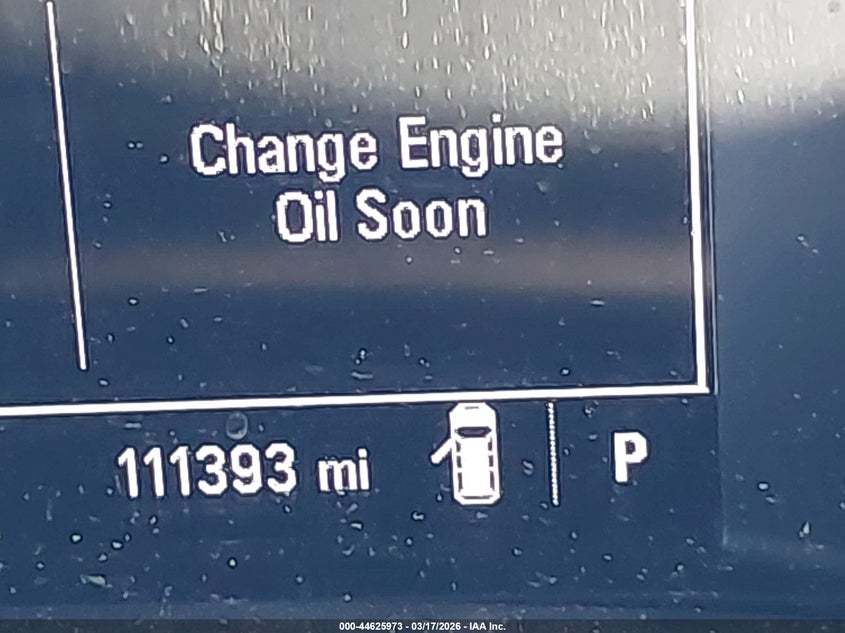 Change Engine
Oil Soon
111393 mi P
000-44625973 - 03/17/2026 - IAA Inc.